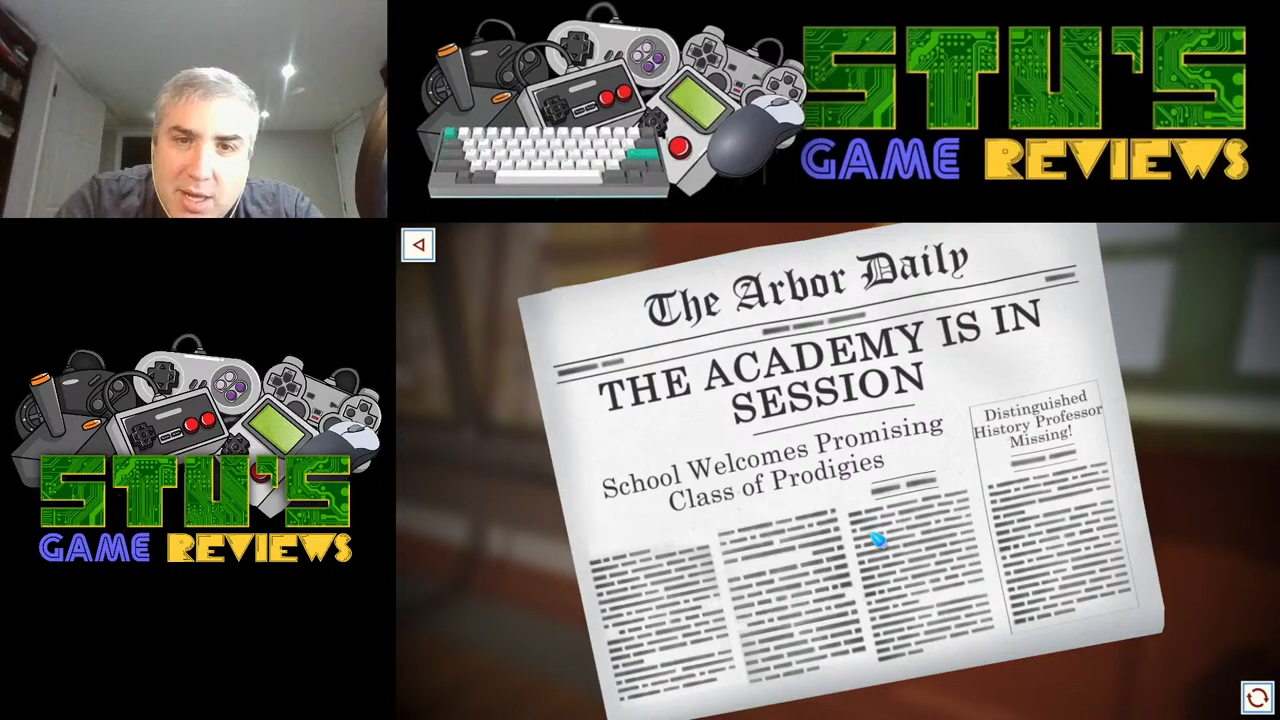 STU'S
GAME REVIEWS
The Arbor Daily
THE ACADEMY IS IN
SESSION
School Welcomes Promising
Class of Prodigies
Distinguished
History Professor
Missing!
STU'S
GAME REVIEWS